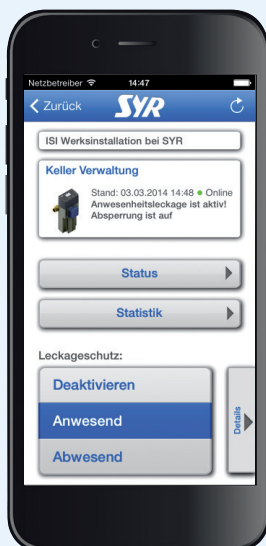 Netzbetreiber 14:47
Zurück SYR
ISI Werksinstallation bei SYR
Keller Verwaltung
Stand: 03.03.2014 14:48 ● Online
Anwesenheitsleckage ist aktiv!
Absperrung ist auf
Status
Statistik
Leckageschutz:
Deaktivieren
Anwesend
Abwesend
Details